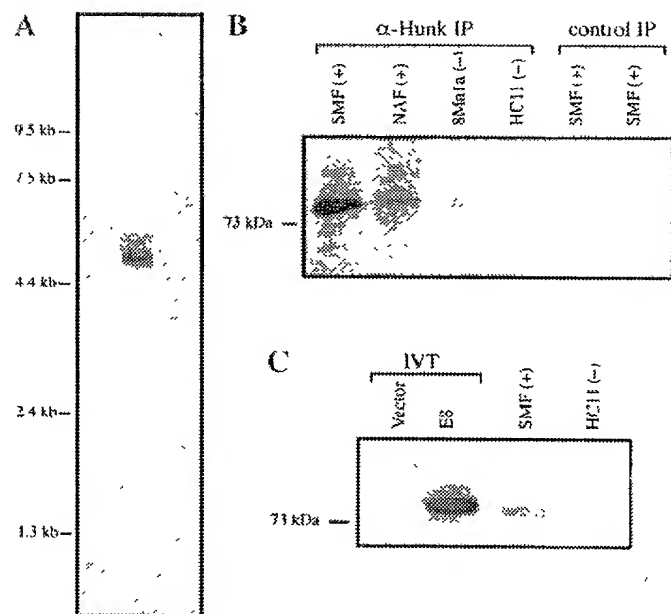 A
9.5 kb
7.5 kb
4.4 kb
2.4 kb
1.3 kb
B
α-Hunk IP
control IP
SMF (+)
NAF (+)
8Ma1a (–)
HC11 (–)
SMF (+)
SMF (+)
73 kDa
C
IVT
Vector
E8
SMF (+)
HC11 (–)
73 kDa